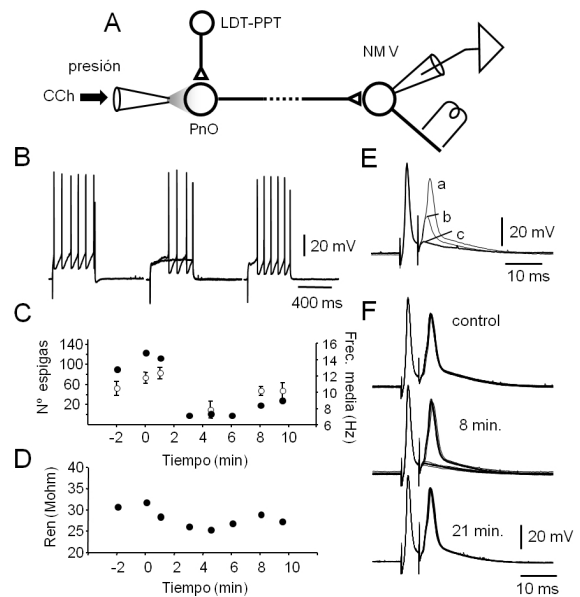 A
LDT-PPT
NM V
presión
CCh
PnO
B
20 mV
400 ms
E
a
b
c
20 mV
10 ms
C
Nº espigas
140
100
60
20
16
14
12
10
8
6
Frec. media (Hz)
-2 0 2 4 6 8 10
Tiempo (min)
D
Ren (Mohm)
40
35
30
25
20
-2 0 2 4 6 8 10
Tiempo (min)
F
control
8 min.
21 min.
20 mV
10 ms